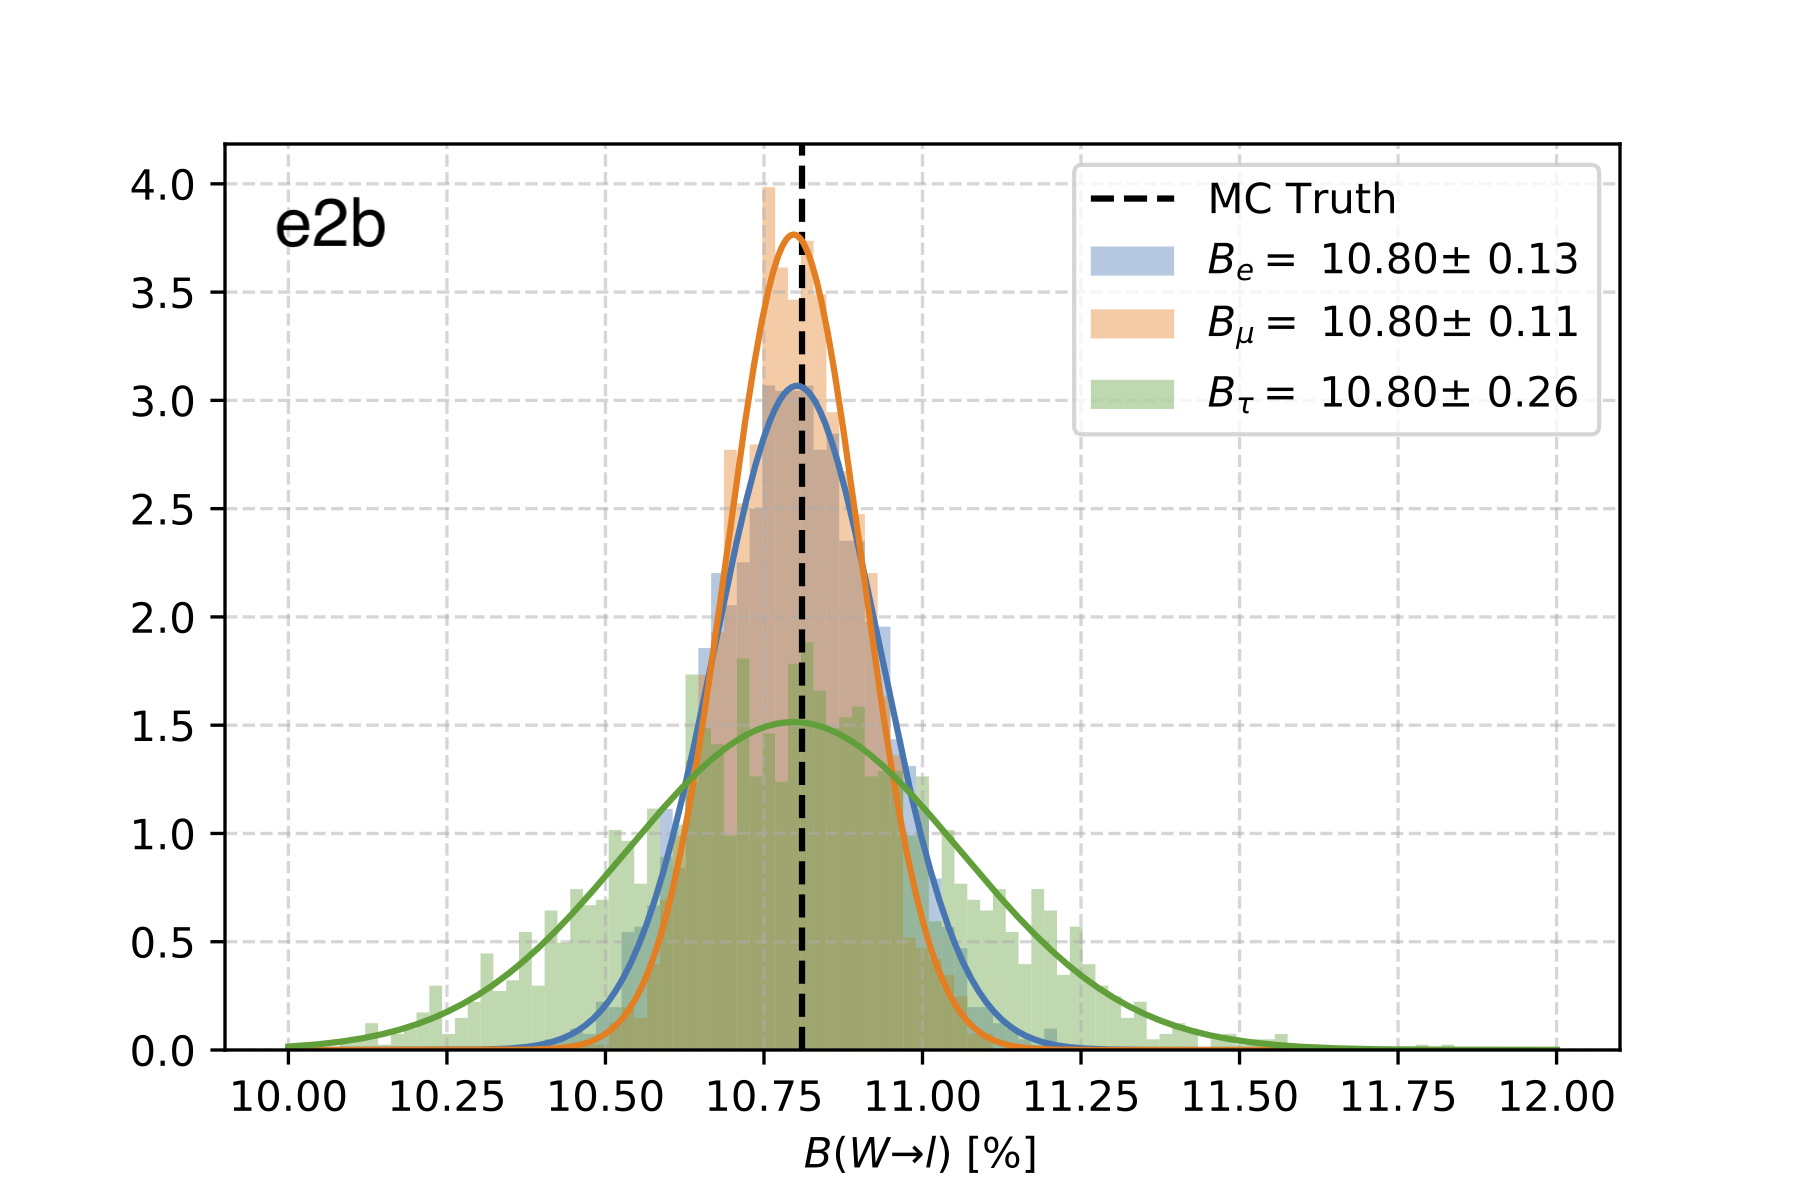 e2b
MC Truth
B_e = 10.80± 0.13
B_μ = 10.80± 0.11
B_τ = 10.80± 0.26
4.0
3.5
3.0
2.5
2.0
1.5
1.0
0.5
0.0
10.00 10.25 10.50 10.75 11.00 11.25 11.50 11.75 12.00
B(W→l) [%]